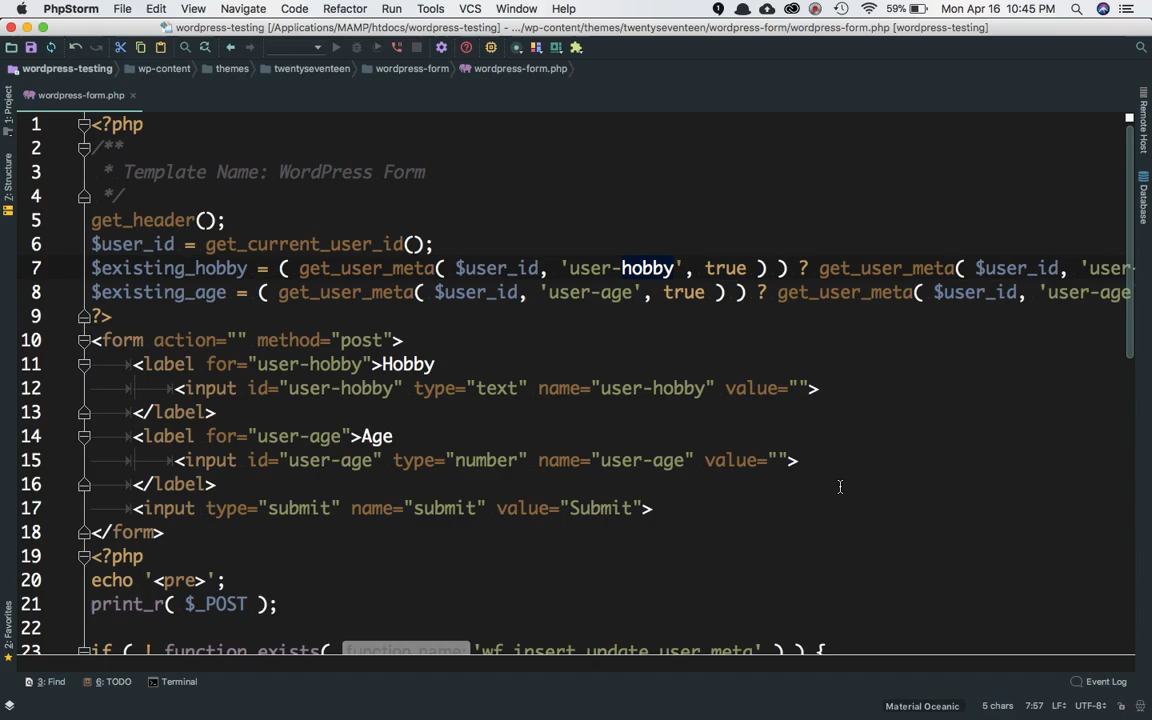 PhpStorm File Edit View Navigate Code Refactor Run Tools VCS Window Help 59% Mon Apr 16 10:45 PM
wordpress-testing [/Applications/MAMP/htdocs/wordpress-testing] - .../wp-content/themes/twentyseventeen/wordpress-form/wordpress-form.php [wordpress-testing]
wordpress-testing wp-content themes twentyseventeen wordpress-form wordpress-form.php
wordpress-form.php
1: Project
Z: Structure
2: Favorites
Remote Host
Database
1 <?php
2 /**
3 * Template Name: WordPress Form
4 */
5 get_header();
6 $user_id = get_current_user_id();
7 $existing_hobby = ( get_user_meta( $user_id, 'user-hobby', true ) ) ? get_user_meta( $user_id, 'user-
8 $existing_age = ( get_user_meta( $user_id, 'user-age', true ) ) ? get_user_meta( $user_id, 'user-age
9 ?>
10 <form action="" method="post">
11 <label for="user-hobby">Hobby
12 <input id="user-hobby" type="text" name="user-hobby" value="">
13 </label>
14 <label for="user-age">Age
15 <input id="user-age" type="number" name="user-age" value="">
16 </label>
17 <input type="submit" name="submit" value="Submit">
18 </form>
19 <?php
20 echo '<pre>';
21 print_r( $_POST );
22
23 if ( ! function_exists( function_name: 'wf_insert_update_user_meta' ) ) {
3: Find 6: TODO Terminal Event Log
Material Oceanic 5 chars 7:57 LF UTF-8